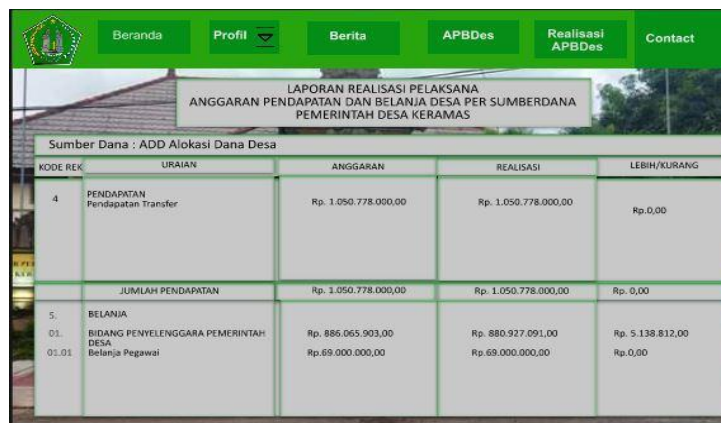 Beranda Profil Berita APBDes Realisasi APBDes Contact
LAPORAN REALISASI PELAKSANA
ANGGARAN PENDAPATAN DAN BELANJA DESA PER SUMBERDANA
PEMERINTAH DESA KERAMAS
Sumber Dana : ADD Alokasi Dana Desa
KODE REK URAIAN ANGGARAN REALISASI LEBIH/KURANG
4 PENDAPATAN
Pendapatan Transfer Rp. 1.050.778.000,00 Rp. 1.050.778.000,00 Rp.0,00
JUMLAH PENDAPATAN Rp. 1.050.778.000,00 Rp. 1.050.778.000,00 Rp. 0,00
5. BELANJA
01. BIDANG PENYELENGGARA PEMERINTAH DESA Rp. 886.065.903,00 Rp. 880.927.091,00 Rp. 5.138.812,00
01.01 Belanja Pegawai Rp.69.000.000,00 Rp.69.000.000,00 Rp.0,00